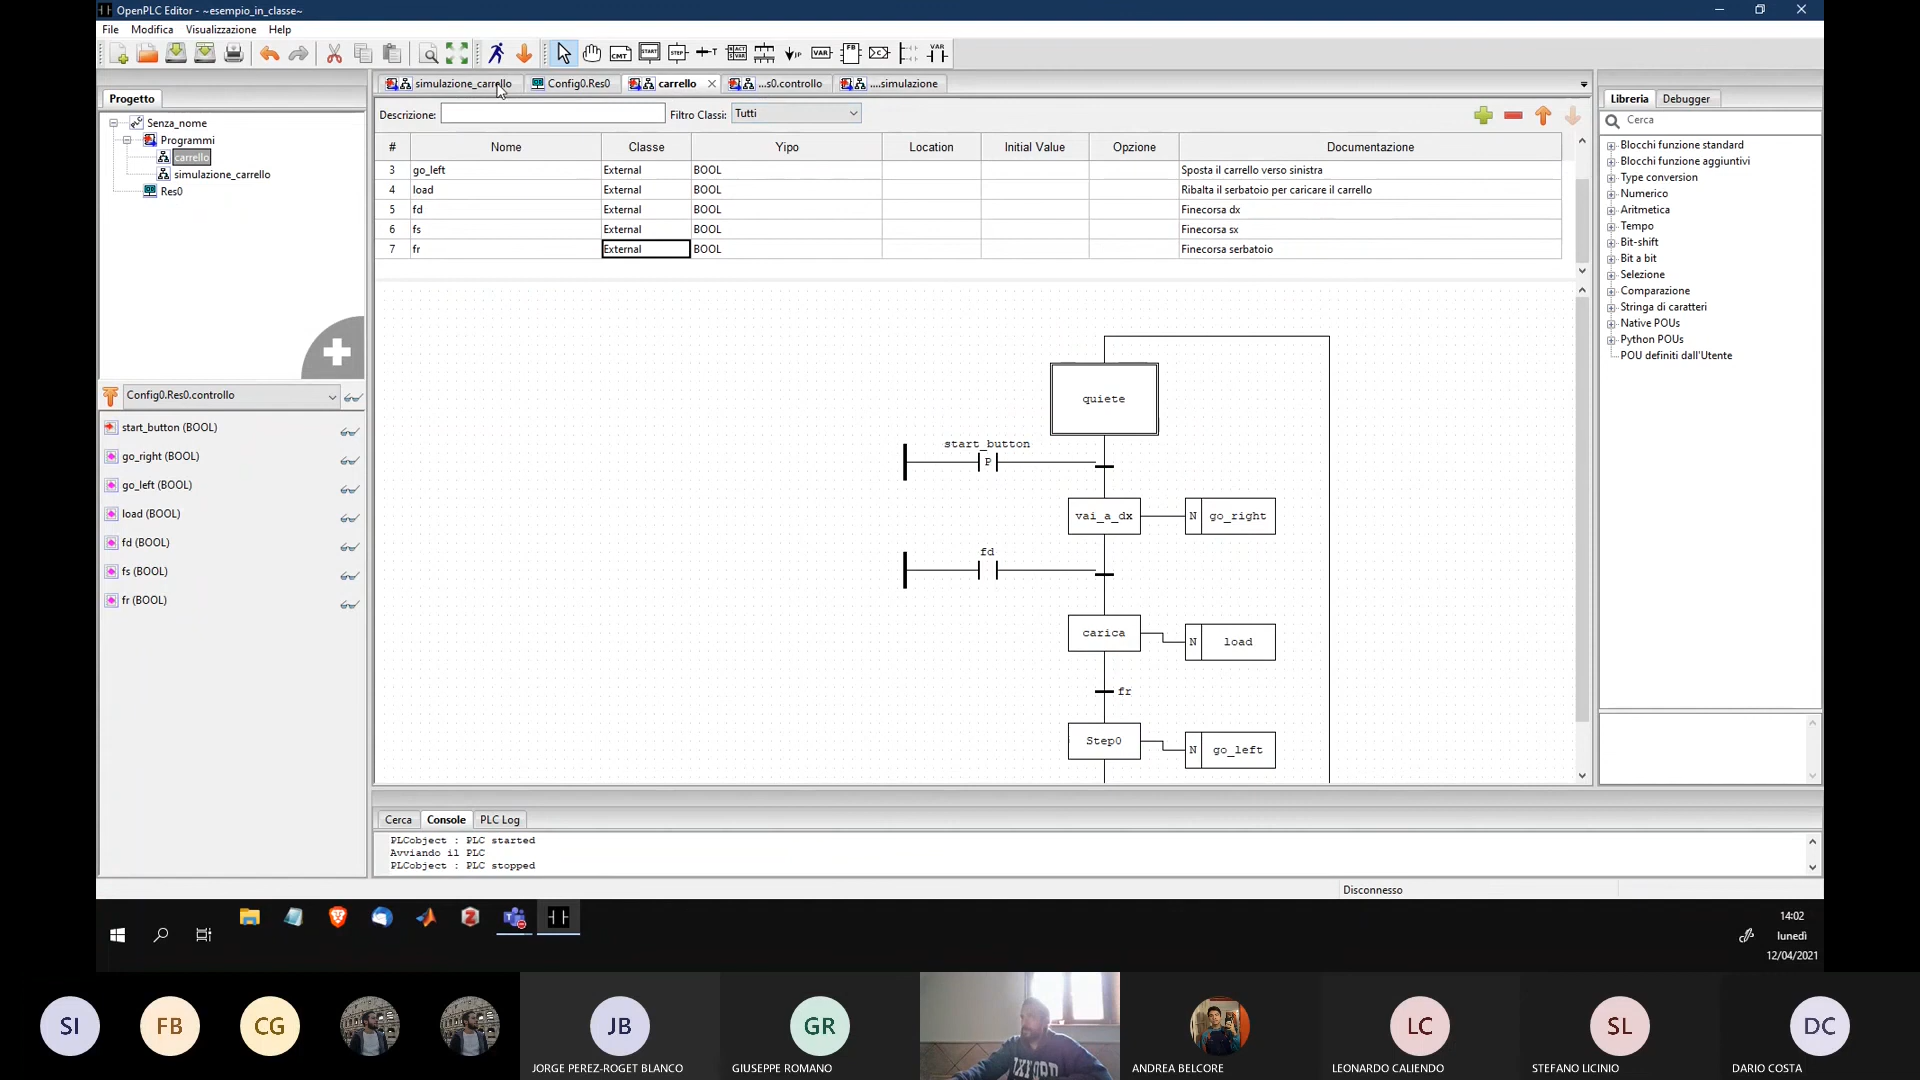 OpenPLC Editor - ~esempio_in_classe~
File Modifica Visualizzazione Help
simulazione_carrello Config0.Res0 carrello ...s0.controllo ....simulazione
Progetto
Senza_nome
Programmi
carrello
simulazione_carrello
Res0
Descrizione: Filtro Classi: Tutti
# Nome Classe Yipo Location Initial Value Opzione Documentazione
3 go_left External BOOL Sposta il carrello verso sinistra
4 load External BOOL Ribalta il serbatoio per caricare il carrello
5 fd External BOOL Finecorsa dx
6 fs External BOOL Finecorsa sx
7 fr External BOOL Finecorsa serbatoio
Config0.Res0.controllo
start_button (BOOL)
go_right (BOOL)
go_left (BOOL)
load (BOOL)
fd (BOOL)
fs (BOOL)
fr (BOOL)
quiete
start_button
P
vai_a_dx N go_right
fd
carica N load
fr
Step0 N go_left
Libreria Debugger
Cerca
Blocchi funzione standard
Blocchi funzione aggiuntivi
Type conversion
Numerico
Aritmetica
Tempo
Bit-shift
Bit a bit
Selezione
Comparazione
Stringa di caratteri
Native POUs
Python POUs
POU definiti dall'Utente
Cerca Console PLC Log
PLCobject : PLC started
Avviando il PLC
PLCobject : PLC stopped
Disconnesso
14:02
lunedì
12/04/2021
SI FB CG JB GR OXFORD LC SL DC
JORGE PEREZ-ROGET BLANCO GIUSEPPE ROMANO ANDREA BELCORE LEONARDO CALIENDO STEFANO LICINIO DARIO COSTA